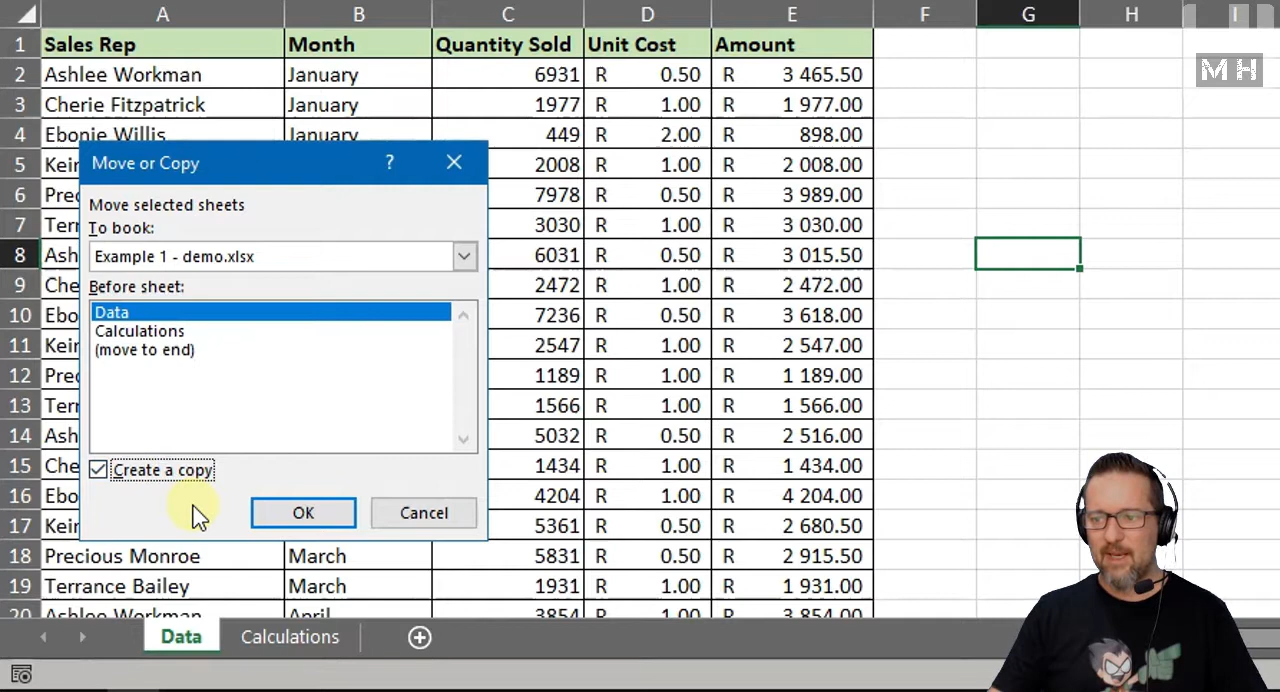 A B C D E F G H I
MH
1 Sales Rep Month Quantity Sold Unit Cost Amount
2 Ashlee Workman January 6931 R 0.50 R 3 465.50
3 Cherie Fitzpatrick January 1977 R 1.00 R 1 977.00
4 Ebonie Willis January 449 R 2.00 R 898.00
5 Keir 2008 R 1.00 R 2 008.00
6 Prec 7978 R 0.50 R 3 989.00
7 Terr 3030 R 1.00 R 3 030.00
8 Ash 6031 R 0.50 R 3 015.50
9 Che 2472 R 1.00 R 2 472.00
10 Ebo 7236 R 0.50 R 3 618.00
11 Keir 2547 R 1.00 R 2 547.00
12 Prec 1189 R 1.00 R 1 189.00
13 Terr 1566 R 1.00 R 1 566.00
14 Ash 5032 R 0.50 R 2 516.00
15 Che 1434 R 1.00 R 1 434.00
16 Ebo 4204 R 1.00 R 4 204.00
17 Keir 5361 R 0.50 R 2 680.50
18 Precious Monroe March 5831 R 0.50 R 2 915.50
19 Terrance Bailey March 1931 R 1.00 R 1 931.00
20 Ashlee Workman April 3854 R 1.00 R 3 854.00
Move or Copy ?
Move selected sheets
To book:
Example 1 - demo.xlsx
Before sheet:
Data
Calculations
(move to end)
Create a copy
OK Cancel
Data Calculations